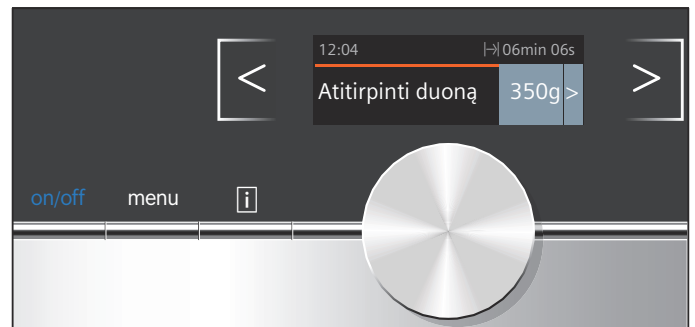 12:04 06min 06s
< Atitirpinti duoną 350g > >
on/off menu i